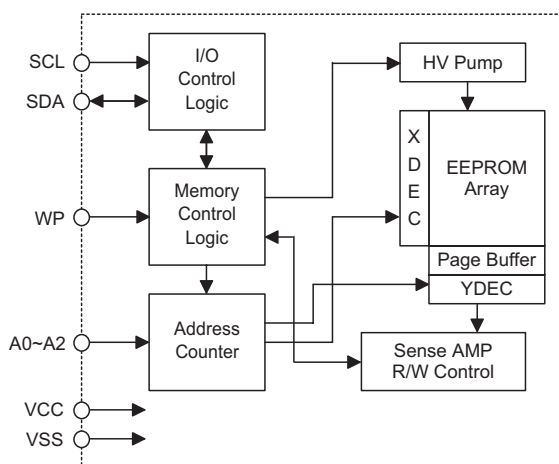 SCL
SDA
WP
A0~A2
VCC
VSS
I/O
Control
Logic
Memory
Control
Logic
Address
Counter
HV Pump
X
D
E
C
EEPROM
Array
Page Buffer
YDEC
Sense AMP
R/W Control